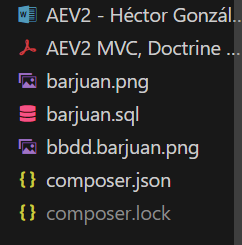 AEV2 - Héctor Gonzál...
AEV2 MVC, Doctrine ...
barjuan.png
barjuan.sql
bbdd.barjuan.png
composer.json
composer.lock